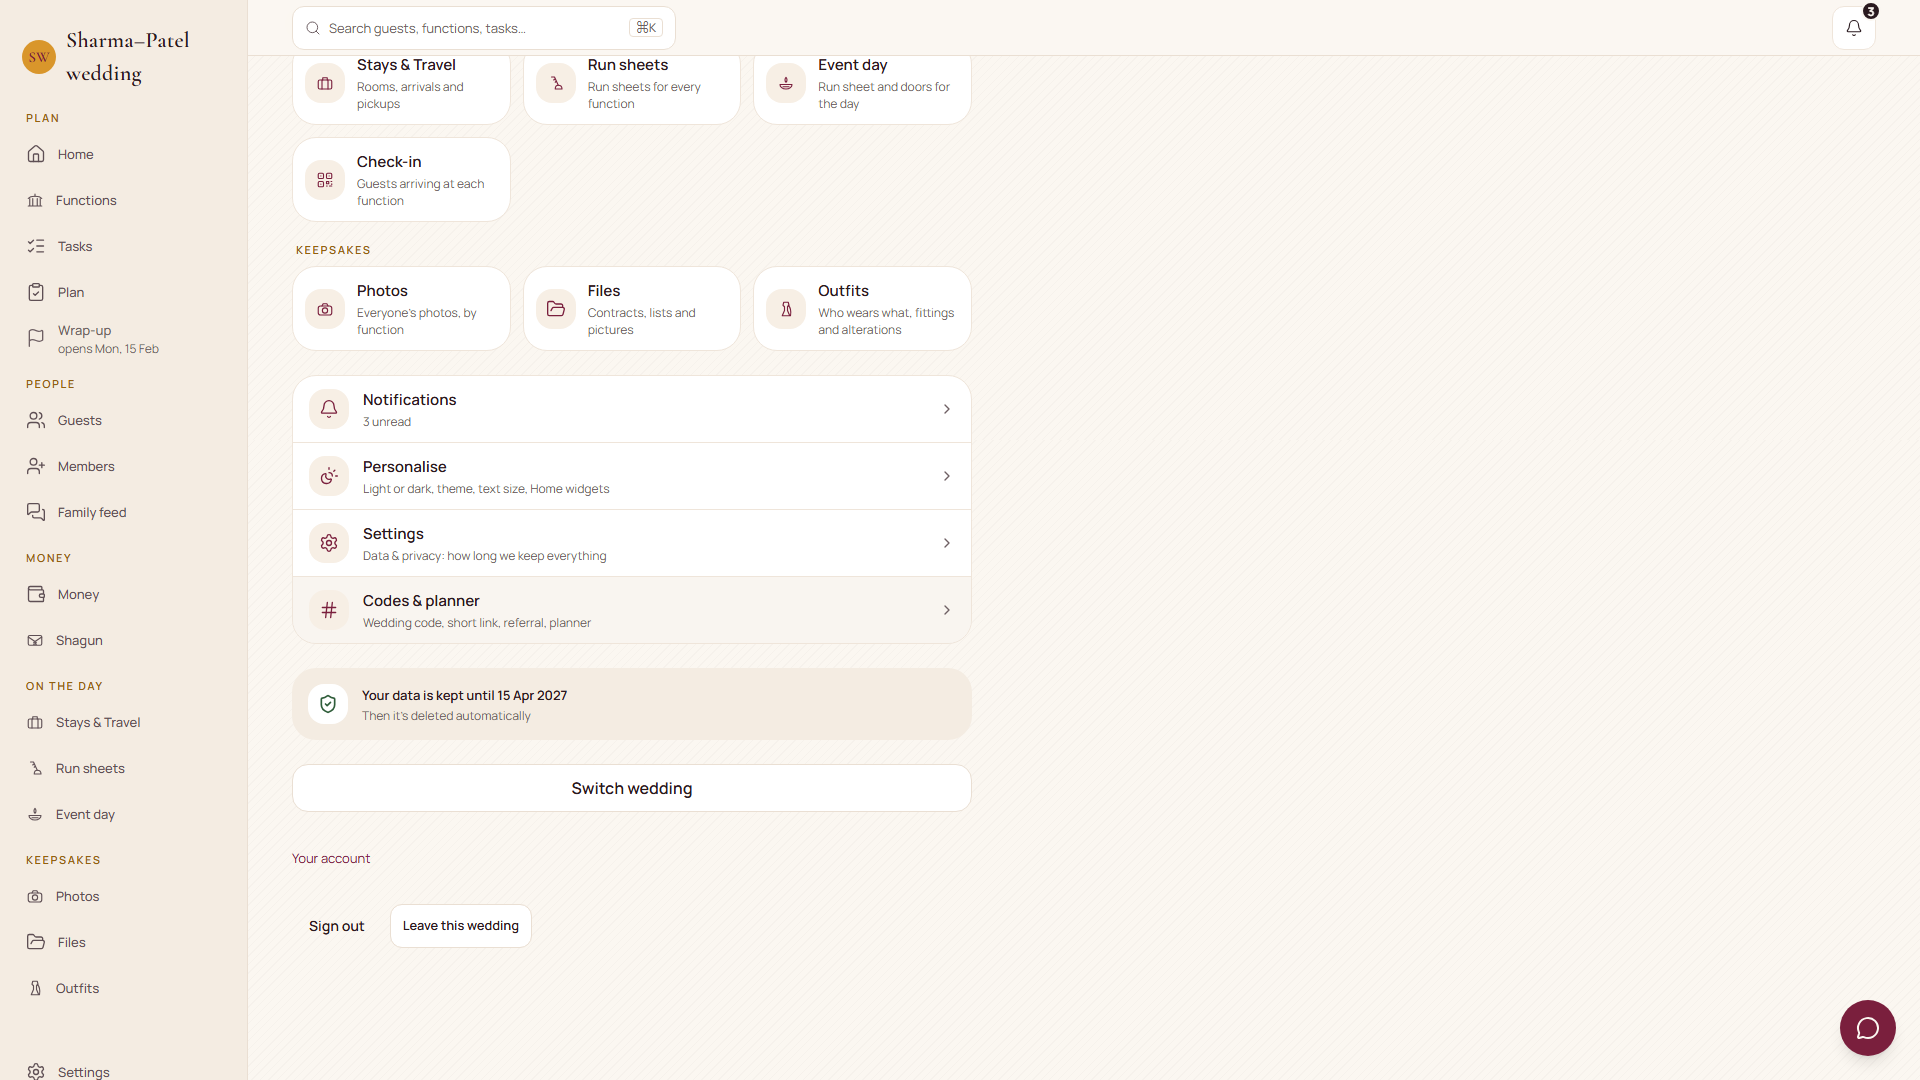 SW
Sharma–Patel
wedding
PLAN
Home
Functions
Tasks
Plan
Wrap-up
opens Mon, 15 Feb
PEOPLE
Guests
Members
Family feed
MONEY
Money
Shagun
ON THE DAY
Stays & Travel
Run sheets
Event day
KEEPSAKES
Photos
Files
Outfits
Settings
Search guests, functions, tasks...
⌘K
3
Stays & Travel
Rooms, arrivals and
pickups
Run sheets
Run sheets for every
function
Event day
Run sheet and doors for
the day
Check-in
Guests arriving at each
function
KEEPSAKES
Photos
Everyone's photos, by
function
Files
Contracts, lists and
pictures
Outfits
Who wears what, fittings
and alterations
Notifications
3 unread
Personalise
Light or dark, theme, text size, Home widgets
Settings
Data & privacy: how long we keep everything
Codes & planner
Wedding code, short link, referral, planner
Your data is kept until 15 Apr 2027
Then it's deleted automatically
Switch wedding
Your account
Sign out
Leave this wedding